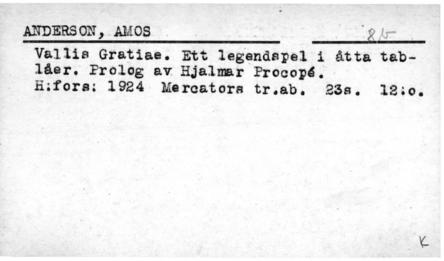 ANDERSON, AMOS
Vallis Gratiae. Ett legendspel i åtta tab-
låer. Prolog av Hjalmar Procopé.
H:fors: 1924 Mercators tr.ab. 23s. 12:o.
K